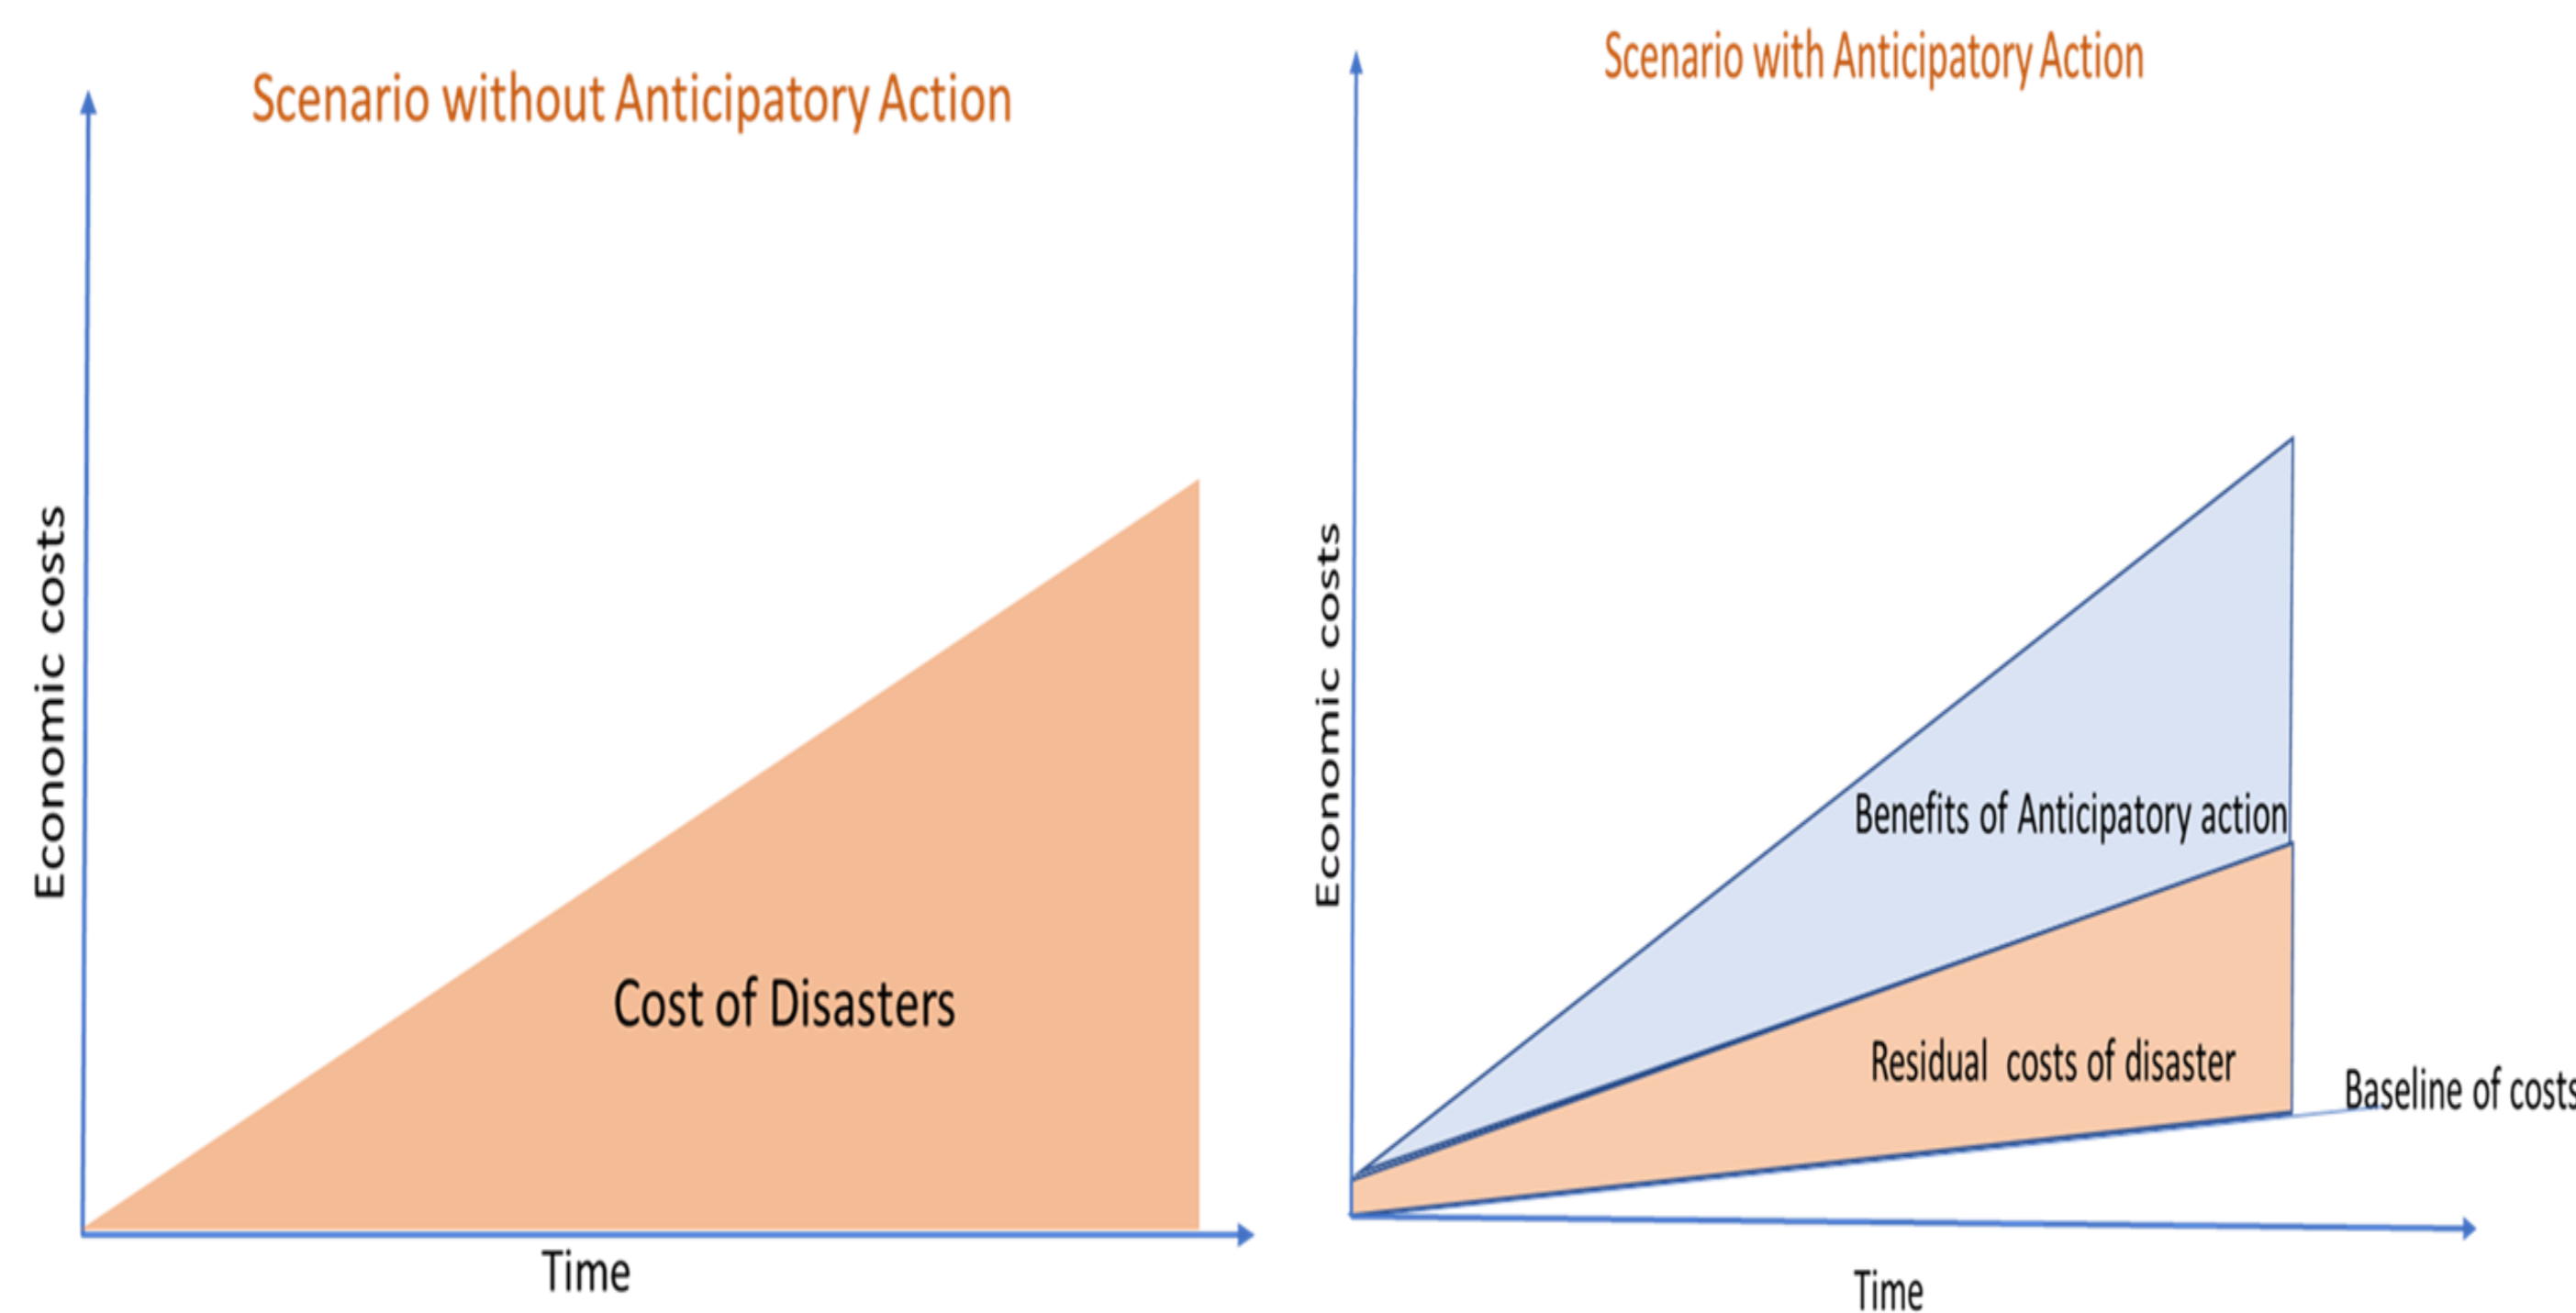 Scenario without Anticipatory Action
Economic costs
Cost of Disasters
Time
Scenario with Anticipatory Action
Economic costs
Benefits of Anticipatory action
Residual costs of disaster
Baseline of costs
Time